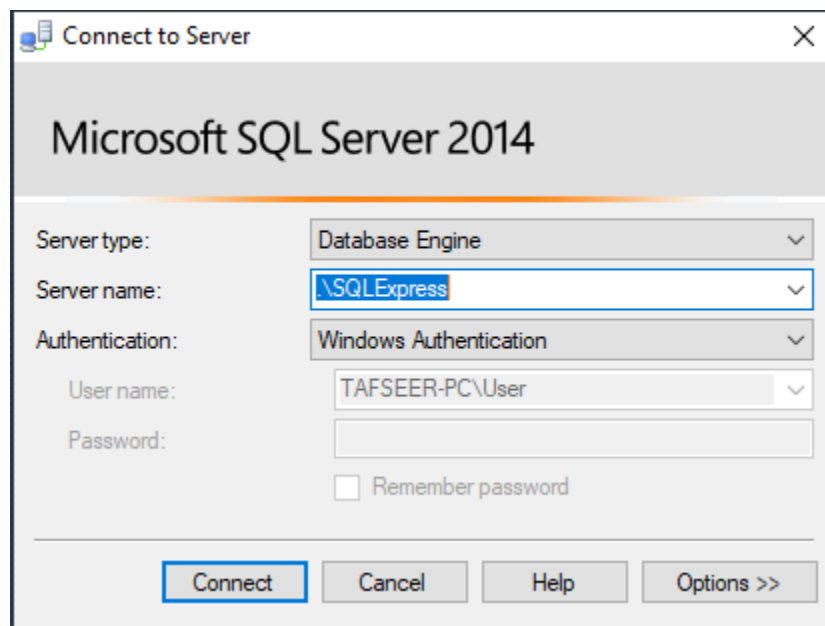 Connect to Server
Microsoft SQL Server 2014
Server type: Database Engine
Server name: .\SQLExpress
Authentication: Windows Authentication
User name: TAFSEER-PC\User
Password:
Remember password
Connect Cancel Help Options >>